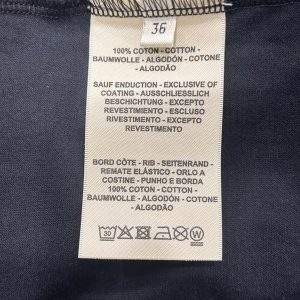 36
100% COTON - COTTON -
BAUMWOLLE - ALGODÓN - COTONE
- ALGODÃO
SAUF ENDUCTION - EXCLUSIVE OF
COATING - AUSSCHLIESSLICH
BESCHICHTUNG - EXCEPTO
REVESTIMIENTO - ESCLUSO
RIVESTIMENTO - EXCEPTO
REVESTIMENTO
BORD CÔTE - RIB - SEITENRAND -
REMATE ELÁSTICO - ORLO A
COSTINE - PUNHO E BORDA
100% COTON - COTTON -
BAUMWOLLE - ALGODÓN - COTONE
- ALGODÃO
30 W